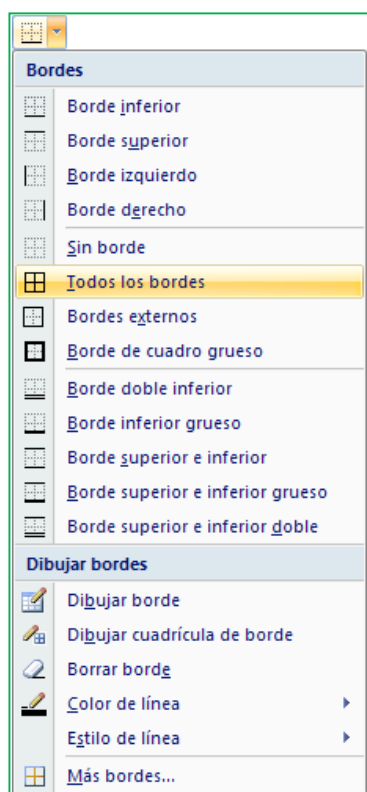 Bordes
Borde inferior
Borde superior
Borde izquierdo
Borde derecho
Sin borde
Todos los bordes
Bordes externos
Borde de cuadro grueso
Borde doble inferior
Borde inferior grueso
Borde superior e inferior
Borde superior e inferior grueso
Borde superior e inferior doble
Dibujar bordes
Dibujar borde
Dibujar cuadrícula de borde
Borrar borde
Color de línea
Estilo de línea
Más bordes...